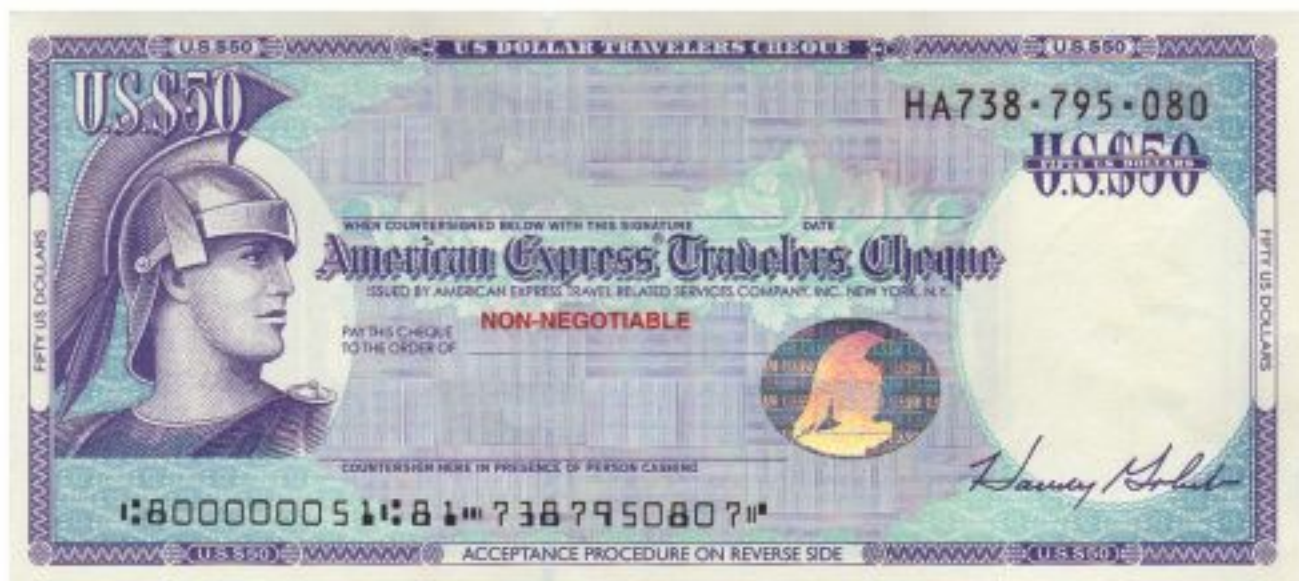 U.S.$50 US DOLLAR TRAVELERS CHEQUE U.S.$50
U.S.$50
HA738·795·080
U.S.$50
FIFTY US DOLLARS
WHEN COUNTERSIGNED BELOW WITH THIS SIGNATURE DATE
American Express® Travelers Cheque
ISSUED BY AMERICAN EXPRESS TRAVEL RELATED SERVICES COMPANY, INC. NEW YORK, N.Y.
NON-NEGOTIABLE
PAY THIS CHEQUE
TO THE ORDER OF
FIFTY US DOLLARS
FIFTY US DOLLARS
COUNTERSIGN HERE IN PRESENCE OF PERSON CASHING
⑆800000051⑆81⑈7387950807⑈
U.S.$50 ACCEPTANCE PROCEDURE ON REVERSE SIDE U.S.$50